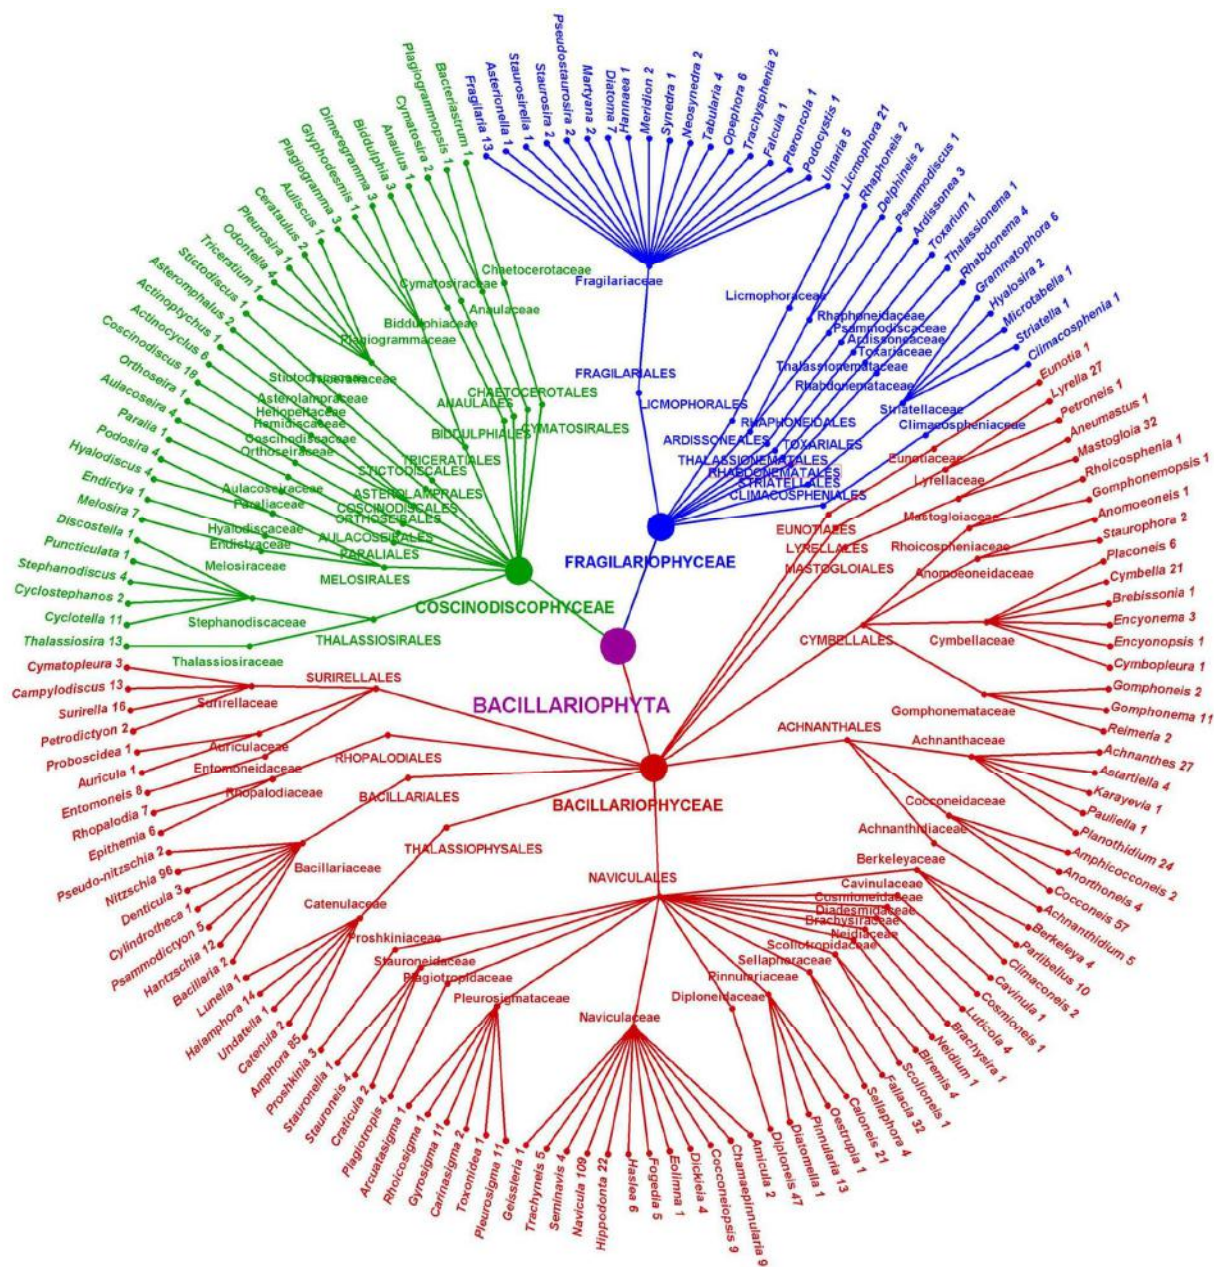 Plagiogrammopsis 1
Bacteriastrum 1
Cymatosira 2
Anaulus 1
Biddulphia 3
Dimeregramma 3
Glyphodesmis 1
Plagiogramma 3
Auliscus 1
Cerataulus 2
Pleurosira 1
Odontella 4
Triceratium 1
Stictodiscus 1
Asteromphalus 2
Actinoptychus 1
Actinocyclus 6
Coscinodiscus 18
Orthoseira 1
Aulacoseira 4
Paralia 1
Podosira 4
Hyalodiscus 4
Endictya 1
Melosira 7
Discostella 1
Puncticulata 1
Stephanodiscus 4
Cyclostephanos 2
Cyclotella 11
Thalassiosira 13
Chaetocerotaceae
Cymatosiraceae
Anaulaceae
Biddulphiaceae
Plagiogrammaceae
Asterolampraceae
Heliopeltaceae
Hemidiscaceae
Coscinodiscaceae
Orthoseiraceae
Aulacoseiraceae
Paraliaceae
Hyalodiscaceae
Endictyaceae
Melosiraceae
Stephanodiscaceae
Thalassiosiraceae
CHAETOCEROTALES
ANAULALES
CYMATOSIRALES
BIDDULPHIALES
TRICERATIALES
STICTODISCALES
ASTEROLAMPRALES
COSCINODISCALES
ORTHOSEIRALES
AULACOSEIRALES
PARALIALES
MELOSIRALES
THALASSIOSIRALES
COSCINODISCOPHYCEAE
Fragilaria 13
Asterionella 1
Staurosirella 1
Staurosira 2
Pseudostaurosira 2
Martyana 2
Diatoma 7
Hannaea 1
Meridion 2
Synedra 1
Neosynedra 2
Tabularia 4
Opephora 6
Trachysphenia 2
Falcula 1
Pteroncola 1
Podocystis 1
Ulnaria 5
Licmophora 21
Rhaphoneis 2
Delphineis 2
Psammodiscus 1
Ardissonea 3
Toxarium 1
Thalassionema 1
Rhabdonema 4
Grammatophora 6
Hyalosira 2
Microtabella 1
Striatella 1
Climacosphenia 1
Fragilariaceae
Licmophoraceae
Rhaphoneidaceae
Psammodiscaceae
Ardissoneaceae
Toxariaceae
Thalassionemataceae
Rhabdonemataceae
Striatellaceae
Climacospheniaceae
FRAGILARIALES
LICMOPHORALES
RHAPHONEIDALES
ARDISSONEALES
TOXARIALES
THALASSIONEMATALES
RHABDONEMATALES
STRIATELLALES
CLIMACOSPHENIALES
FRAGILARIOPHYCEAE
BACILLARIOPHYTA
Eunotia 1
Lyrella 27
Petroneis 1
Aneumastus 1
Mastogloia 32
Rhoicosphenia 1
Gomphonemopsis 1
Anomoeoneis 1
Staurophora 2
Placoneis 6
Cymbella 21
Brebissonia 1
Encyonema 3
Encyonopsis 1
Cymbopleura 1
Gomphoneis 2
Gomphonema 11
Reimeria 2
Achnanthes 27
Astartiella 4
Karayevia 1
Pauliella 1
Planothidium 24
Amphicocconeis 2
Anorthoneis 4
Cocconeis 57
Achnanthidium 5
Eunotiaceae
Lyrellaceae
Mastogloiaceae
Rhoicospheniaceae
Anomoeoneidaceae
Cymbellaceae
Gomphonemataceae
Achnanthaceae
Cocconeidaceae
Achnanthidiaceae
EUNOTIALES
LYRELLALES
MASTOGLOIALES
CYMBELLALES
ACHNANTHALES
BACILLARIOPHYCEAE
Cymatopleura 3
Campylodiscus 13
Surirella 16
Petrodictyon 2
Proboscidea 1
Auricula 1
Entomoneis 8
Rhopalodia 7
Epithemia 6
Pseudo-nitzschia 2
Nitzschia 96
Denticula 3
Cylindrotheca 1
Psammodictyon 5
Hantzschia 12
Bacillaria 2
Lunella 1
Halamphora 14
Undatella 1
Catenula 2
Amphora 85
Surirellaceae
Auriculaceae
Entomoneidaceae
Rhopalodiaceae
Bacillariaceae
Catenulaceae
SURIRELLALES
RHOPALODIALES
BACILLARIALES
THALASSIOPHYSALES
NAVICULALES
Berkeleyaceae
Cavinulaceae
Cosmioneidaceae
Diadesmidaceae
Brachysiraceae
Neidiaceae
Scoliotropidaceae
Sellaphoraceae
Pinnulariaceae
Diploneidaceae
Naviculaceae
Pleurosigmataceae
Plagiotropidaceae
Stauroneidaceae
Proshkiniaceae
Proshkinia 3
Stauronella 1
Stauroneis 4
Craticula 2
Plagiotropis 4
Arcuatasigma 1
Rhoicosigma 1
Gyrosigma 11
Carinasigma 2
Toxonidea 1
Pleurosigma 11
Geissleria 1
Trachyneis 5
Seminavis 4
Navicula 109
Hippodonta 22
Haslea 6
Fogedia 5
Eolimna 1
Dickieia 4
Cocconeiopsis 9
Chamaepinnularia 9
Amicula 2
Diploneis 47
Diatomella 1
Pinnularia 13
Oestrupia 1
Caloneis 21
Sellaphora 4
Fallacia 32
Scolioneis 1
Biremis 4
Neidium 1
Brachysira 1
Luticola 4
Cosmioneis 1
Cavinula 1
Climaconeis 2
Parlibellus 10
Berkeleya 4